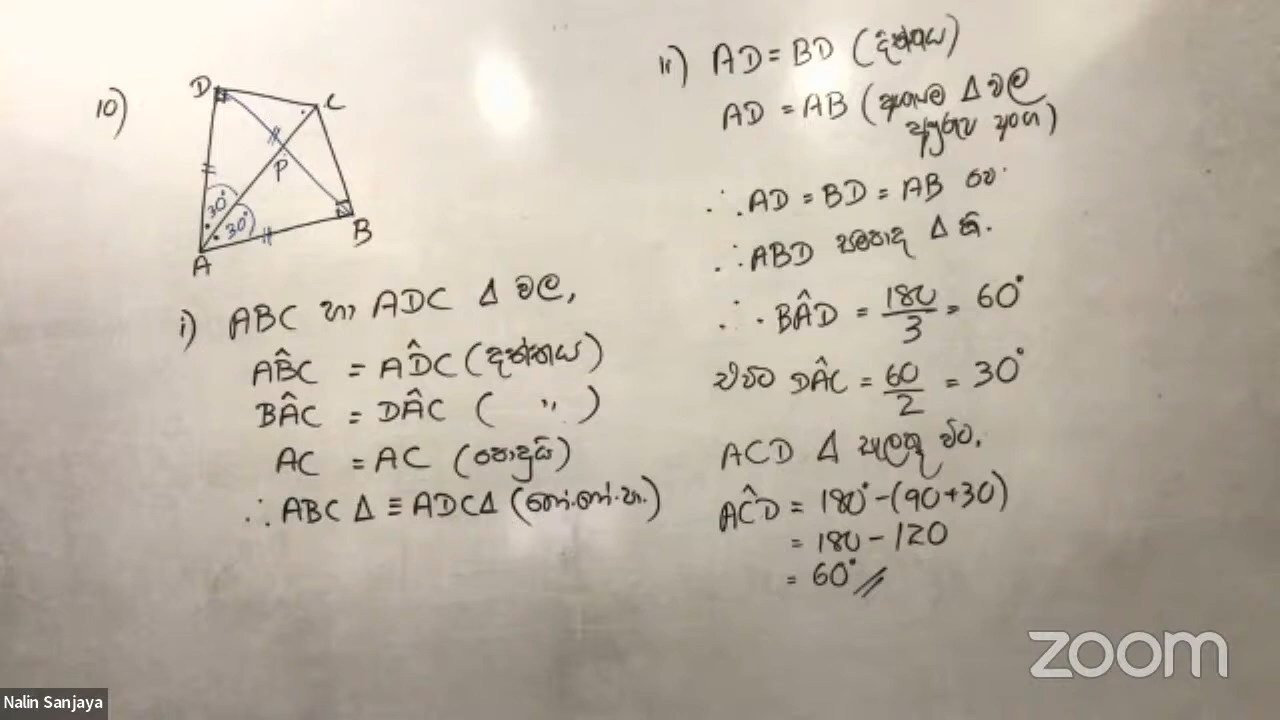 10)
D
C
P
30°
30°
B
A
i) ABC හා ADC Δ වල,
AB̂C = AD̂C (දත්තය)
BÂC = DÂC ( ,, )
AC = AC (පොදුයි)
∴ ABC Δ ≡ ADC Δ (කෝ.කෝ.පා.)
ii) AD = BD (දත්තය)
AD = AB (අංගසම Δ වල
අනුරූප අංග)
∴ AD = BD = AB වේ.
∴ ABD සමපාද Δ කි.
∴ BÂD = 180/3 = 60°
එවිට DÂC = 60/2 = 30°
ACD Δ සැලකූ විට,
AĈD = 180° - (90+30)
= 180 - 120
= 60°//
zoom
Nalin Sanjaya